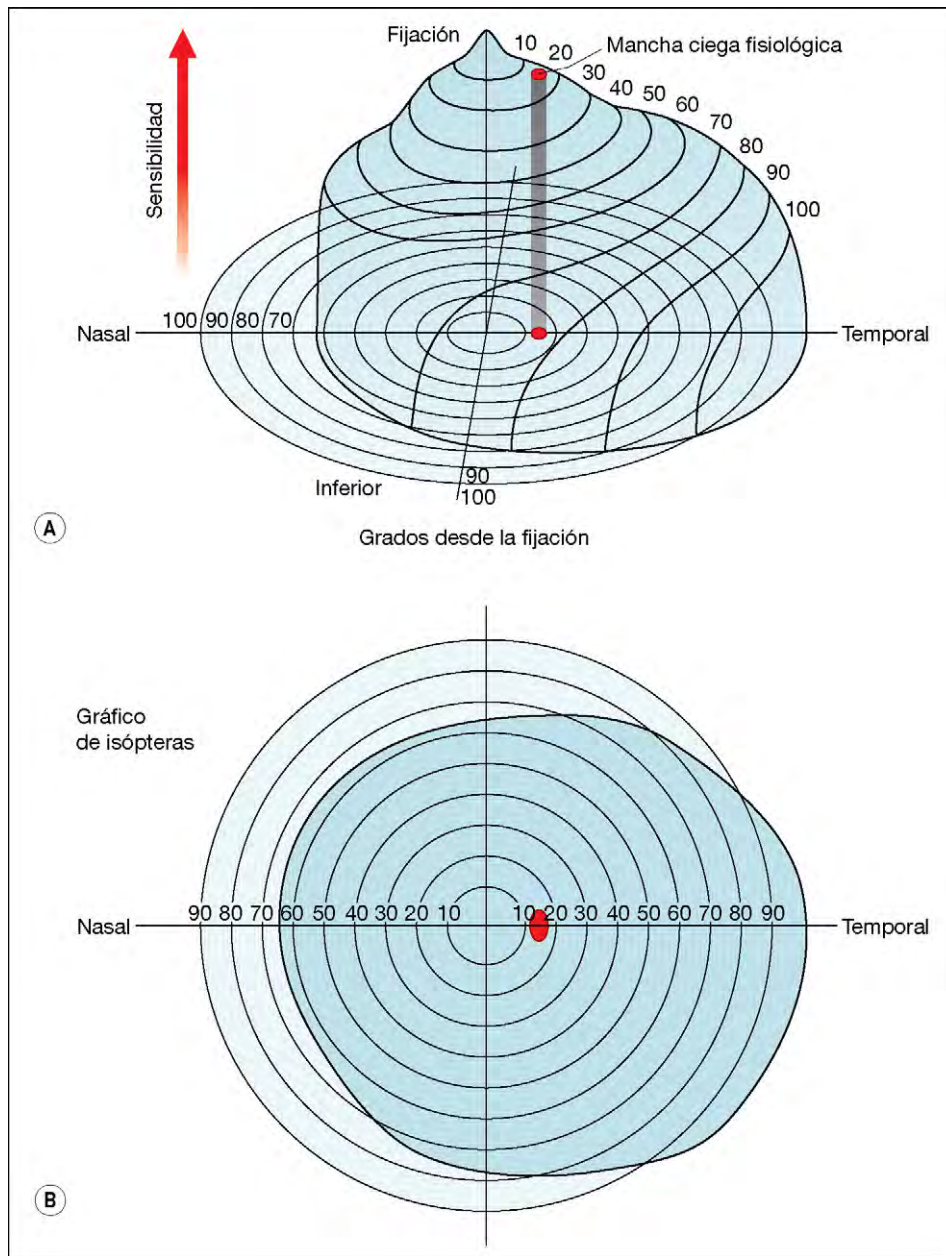 Fijación
10
20
Mancha ciega fisiológica
30
40
50
60
70
80
90
100
Sensibilidad
100 90 80 70
Nasal
Temporal
Inferior
90
100
A
Grados desde la fijación
Gráfico
de isópteras
Nasal
90 80 70 60 50 40 30 20 10
10 20 30 40 50 60 70 80 90
Temporal
B